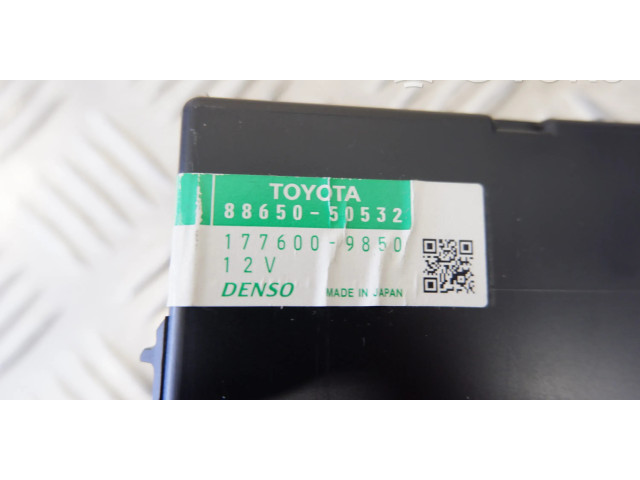 TOYOTA
88650-50532
177600-9850
12V
DENSO MADE IN JAPAN